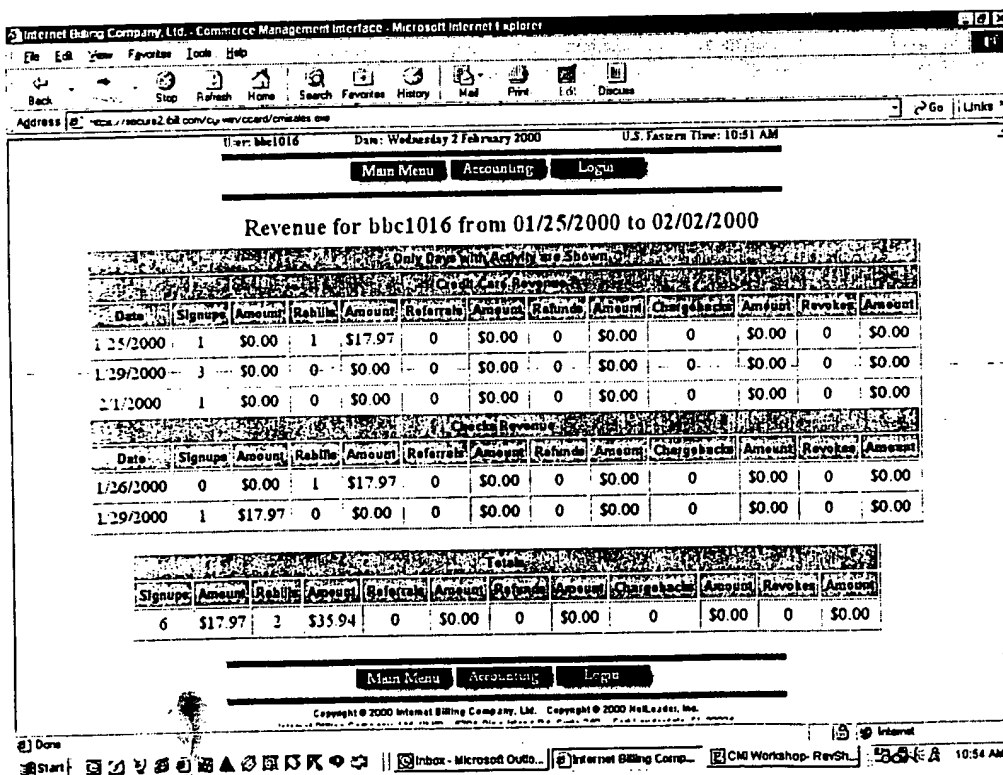 Internet Billing Company, Ltd. - Commerce Management Interface - Microsoft Internet Explorer
File Edit View Favorites Tools Help
Back Stop Refresh Home Search Favorites History Mail Print Edit Discuss
Address Go Links
User: bbc1016 Date: Wednesday 2 February 2000 U.S. Eastern Time: 10:51 AM
Main Menu Accounting Login
Revenue for bbc1016 from 01/25/2000 to 02/02/2000
Only Days with Activity are Shown
Credit Card Revenue
Date Signups Amount Rebills Amount Referrals Amount Refunds Amount Chargebacks Amount Revokes Amount
1/25/2000 1 $0.00 1 $17.97 0 $0.00 0 $0.00 0 $0.00 0 $0.00
1/29/2000 3 $0.00 0 $0.00 0 $0.00 0 $0.00 0 $0.00 0 $0.00
2/1/2000 1 $0.00 0 $0.00 0 $0.00 0 $0.00 0 $0.00 0 $0.00
Checks Revenue
Date Signups Amount Rebills Amount Referrals Amount Refunds Amount Chargebacks Amount Revokes Amount
1/26/2000 0 $0.00 1 $17.97 0 $0.00 0 $0.00 0 $0.00 0 $0.00
1/29/2000 1 $17.97 0 $0.00 0 $0.00 0 $0.00 0 $0.00 0 $0.00
Totals
Signups Amount Rebills Amount Referrals Amount Refunds Amount Chargebacks Amount Revokes Amount
6 $17.97 2 $35.94 0 $0.00 0 $0.00 0 $0.00 0 $0.00
Main Menu Accounting Login
Copyright © 2000 Internet Billing Company, Ltd. Copyright © 2000 NetLeader, Inc.
Done Internet
Start Inbox - Microsoft Outlo... Internet Billing Comp... CMI Workshop- RevSh... 10:54 AM